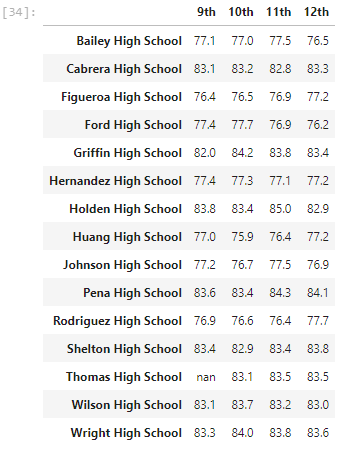 [34]:
9th 10th 11th 12th
Bailey High School 77.1 77.0 77.5 76.5
Cabrera High School 83.1 83.2 82.8 83.3
Figueroa High School 76.4 76.5 76.9 77.2
Ford High School 77.4 77.7 76.9 76.2
Griffin High School 82.0 84.2 83.8 83.4
Hernandez High School 77.4 77.3 77.1 77.2
Holden High School 83.8 83.4 85.0 82.9
Huang High School 77.0 75.9 76.4 77.2
Johnson High School 77.2 76.7 77.5 76.9
Pena High School 83.6 83.4 84.3 84.1
Rodriguez High School 76.9 76.6 76.4 77.7
Shelton High School 83.4 82.9 83.4 83.8
Thomas High School nan 83.1 83.5 83.5
Wilson High School 83.1 83.7 83.2 83.0
Wright High School 83.3 84.0 83.8 83.6